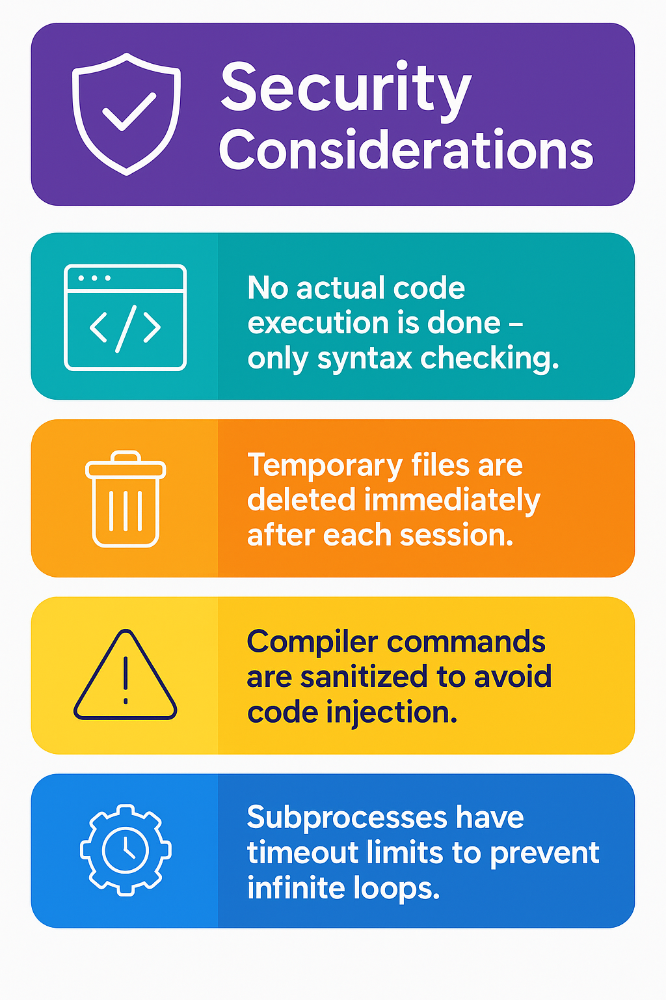 Security
Considerations
</>
No actual code
execution is done –
only syntax checking.
Temporary files are
deleted immediately
after each session.
Compiler commands
are sanitized to avoid
code injection.
Subprocesses have
timeout limits to prevent
infinite loops.